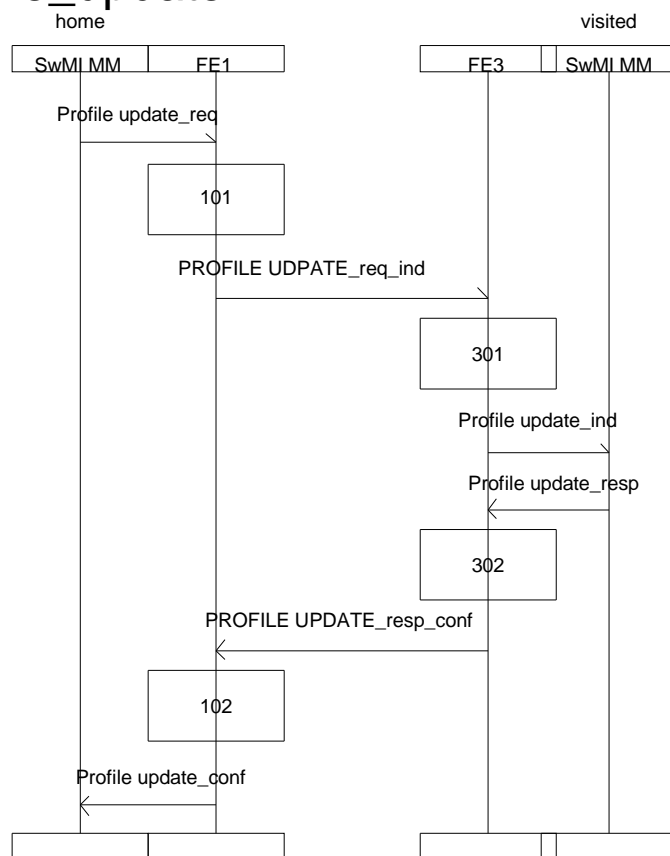 home
visited
SwMI MM
FE1
FE3
SwMI MM
Profile update_req
101
PROFILE UDPATE_req_ind
301
Profile update_ind
Profile update_resp
302
PROFILE UPDATE_resp_conf
102
Profile update_conf